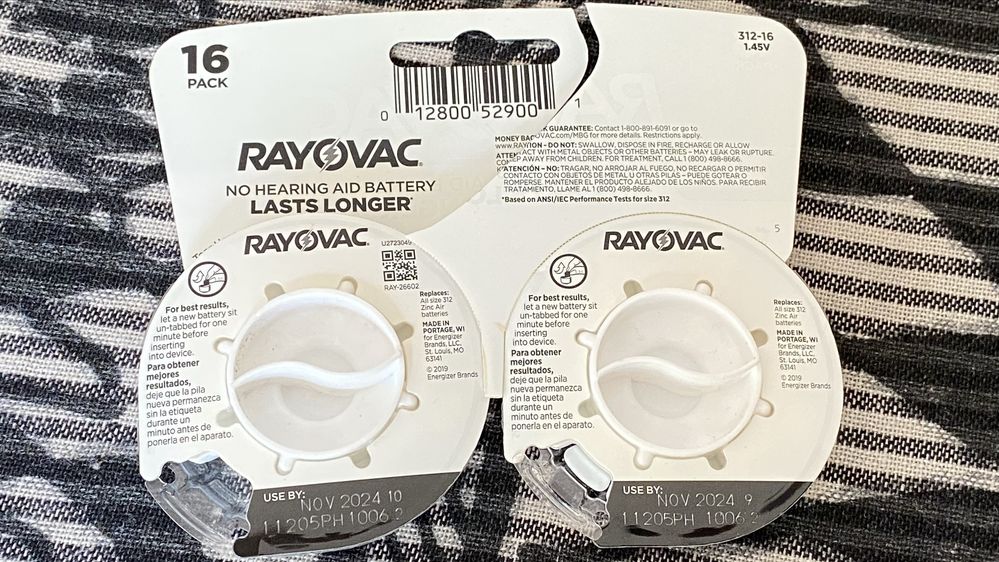 16
PACK
312-16
1.45V
0 12800 52900 1
RAYOVAC
NO HEARING AID BATTERY
LASTS LONGER*
GUARANTEE: Contact 1-800-891-6091 or go to
OVAC.com/MBG for more details. Restrictions apply.
MONEY BAC
www.RAY
ION - DO NOT: SWALLOW, DISPOSE IN FIRE, RECHARGE OR ALLOW
ATTEN
ACT WITH METAL OBJECTS OR OTHER BATTERIES – MAY LEAK OR RUPTURE.
AWAY FROM CHILDREN. FOR TREATMENT, CALL 1 (800) 498-8666.
ATENCIÓN – NO: TRAGAR, NO ARROJAR AL FUEGO, NO RECARGAR O PERMITIR
CONTACTO CON OBJETOS DE METAL U OTRAS PILAS – PUEDE GOTEAR O
ROMPERSE. MANTENER EL PRODUCTO ALEJADO DE LOS NIÑOS. PARA RECIBIR
TRATAMIENTO, LLAME AL 1 (800) 498-8666.
*Based on ANSI/IEC Performance Tests for size 312
5
RAYOVAC
U2723049
RAY-26602
For best results,
let a new battery sit
un-tabbed for one
minute before
inserting
into device.
Para obtener
mejores
resultados,
deje que la pila
nueva permanezca
sin la etiqueta
durante un
minuto antes de
ponerla en el aparato.
Replaces:
All size 312
Zinc Air
batteries
MADE IN
PORTAGE, WI
for Energizer
Brands, LLC,
St. Louis, MO
63141
© 2019
Energizer Brands
USE BY:
NOV 2024 10
11205PH 1006 2
RAYOVAC
For best results,
let a new battery sit
un-tabbed for one
minute before
inserting
into device.
Para obtener
mejores
resultados,
deje que la pila
nueva permanezca
sin la etiqueta
durante un
minuto antes de
ponerla en el aparato.
Replaces:
All size 312
Zinc Air
batteries
MADE IN
PORTAGE, WI
for Energizer
Brands, LLC,
St. Louis, MO
63141
© 2019
Energizer Brands
USE BY:
NOV 2024 9
11205PH 1006 2